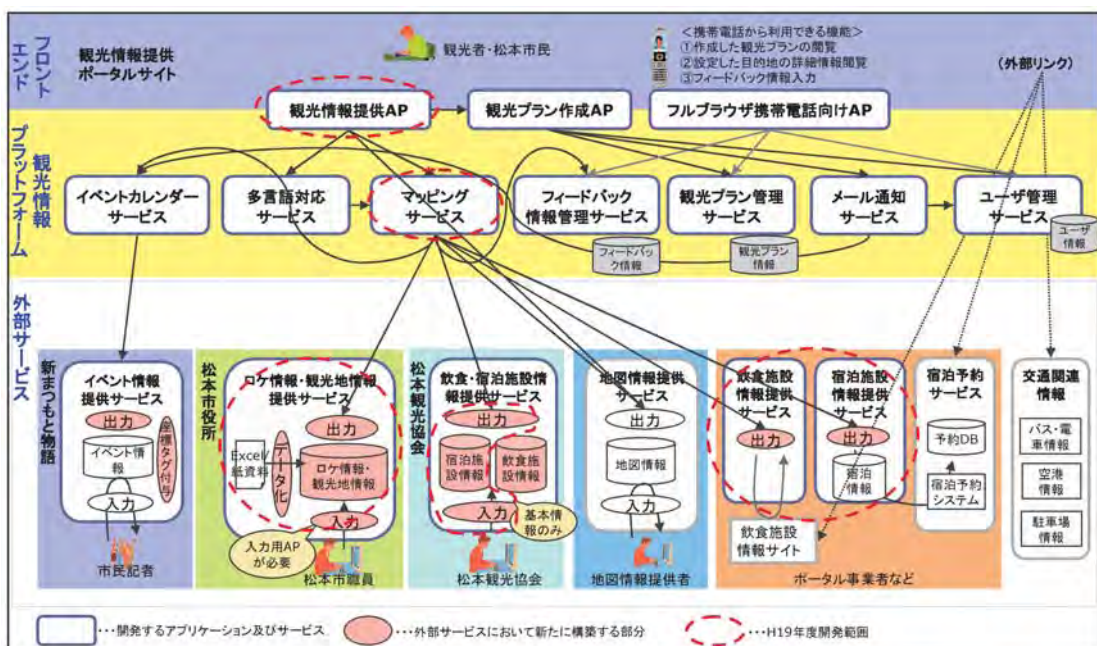 フロント
エンド
観光情報提供
ポータルサイト
観光者・松本市民
＜携帯電話から利用できる機能＞
①作成した観光プランの閲覧
②設定した目的地の詳細情報閲覧
③フィードバック情報入力
（外部リンク）
観光情報提供AP
観光プラン作成AP
フルブラウザ携帯電話向けAP
観光情報
プラットフォーム
イベントカレンダー
サービス
多言語対応
サービス
マッピング
サービス
フィードバック
情報管理サービス
観光プラン管理
サービス
メール通知
サービス
ユーザ管理
サービス
フィードバッ
ク情報
観光プラン
情報
ユーザ
情報
外部サービス
新まつもと物語
イベント情報
提供サービス
出力
イベント情
報
座標タグ付与
入力
市民記者
松本市役所
ロケ情報・観光地情報
提供サービス
出力
Excel/
紙資料
データ化
ロケ情報・
観光地情報
入力
入力用AP
が必要
松本市職員
松本観光協会
飲食・宿泊施設情
報提供サービス
出力
宿泊施
設情報
飲食施
設情報
入力
基本情
報のみ
松本観光協会
地図情報提供
サービス
出力
地図情報
入力
地図情報提供者
飲食施設情
報提供サー
ビス
出力
飲食施設
情報サイト
宿泊施設
情報提供サ
ービス
出力
宿泊
情報
宿泊予約
サービス
予約DB
宿泊予約
システム
ポータル事業者など
交通関連
情報
バス・電
車情報
空港
情報
駐車場
情報
・・・開発するアプリケーション及びサービス
・・・外部サービスにおいて新たに構築する部分
・・・H19年度開発範囲